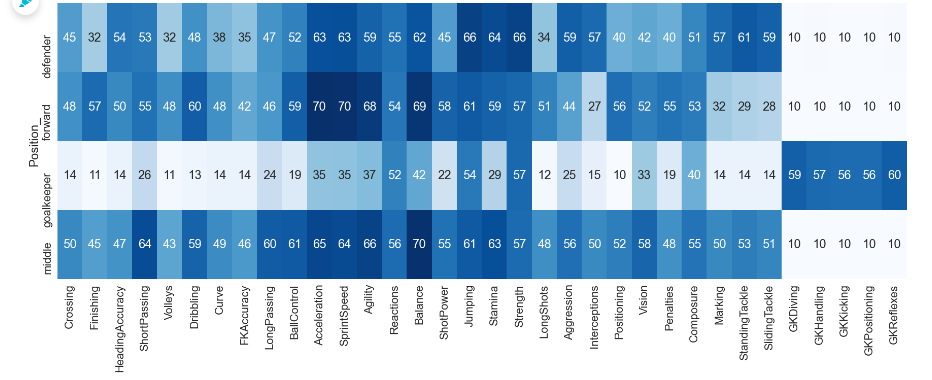 defender 45 32 54 53 32 48 38 35 47 52 63 63 59 55 62 45 66 64 66 34 59 57 40 42 40 51 57 61 59 10 10 10 10 10
forward 48 57 50 55 48 60 48 42 46 59 70 70 68 54 69 58 61 59 57 51 44 27 56 52 55 53 32 29 28 10 10 10 10 10
Position_
goalkeeper 14 11 14 26 11 13 14 14 24 19 35 35 37 52 42 22 54 29 57 12 25 15 10 33 19 40 14 14 14 59 57 56 56 60
middle 50 45 47 64 43 59 49 46 60 61 65 64 66 56 70 55 61 63 57 48 56 50 52 58 48 55 50 53 51 10 10 10 10 10
Crossing
Finishing
HeadingAccuracy
ShortPassing
Volleys
Dribbling
Curve
FKAccuracy
LongPassing
BallControl
Acceleration
SprintSpeed
Agility
Reactions
Balance
ShotPower
Jumping
Stamina
Strength
LongShots
Aggression
Interceptions
Positioning
Vision
Penalties
Composure
Marking
StandingTackle
SlidingTackle
GKDiving
GKHandling
GKKicking
GKPositioning
GKReflexes